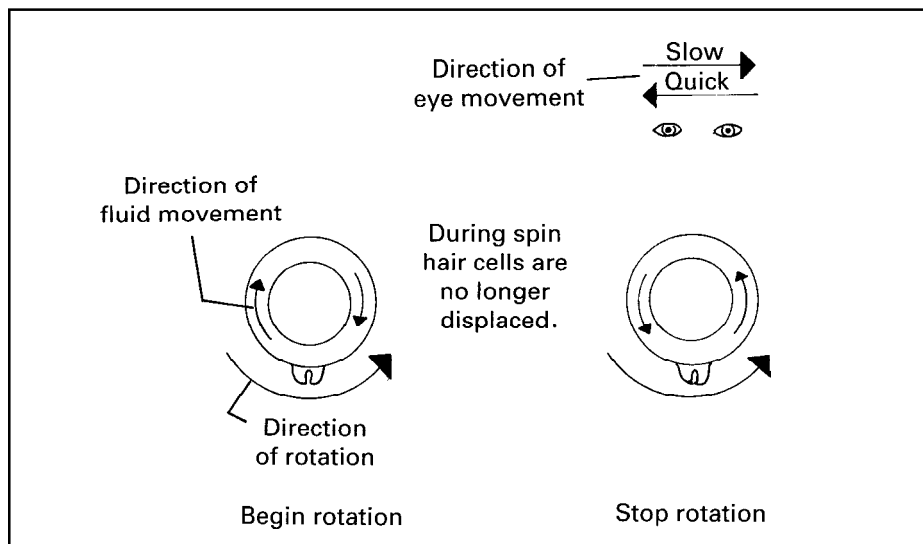 Slow
Direction of
eye movement
Quick
Direction of
fluid movement
During spin
hair cells are
no longer
displaced.
Direction
of rotation
Begin rotation
Stop rotation